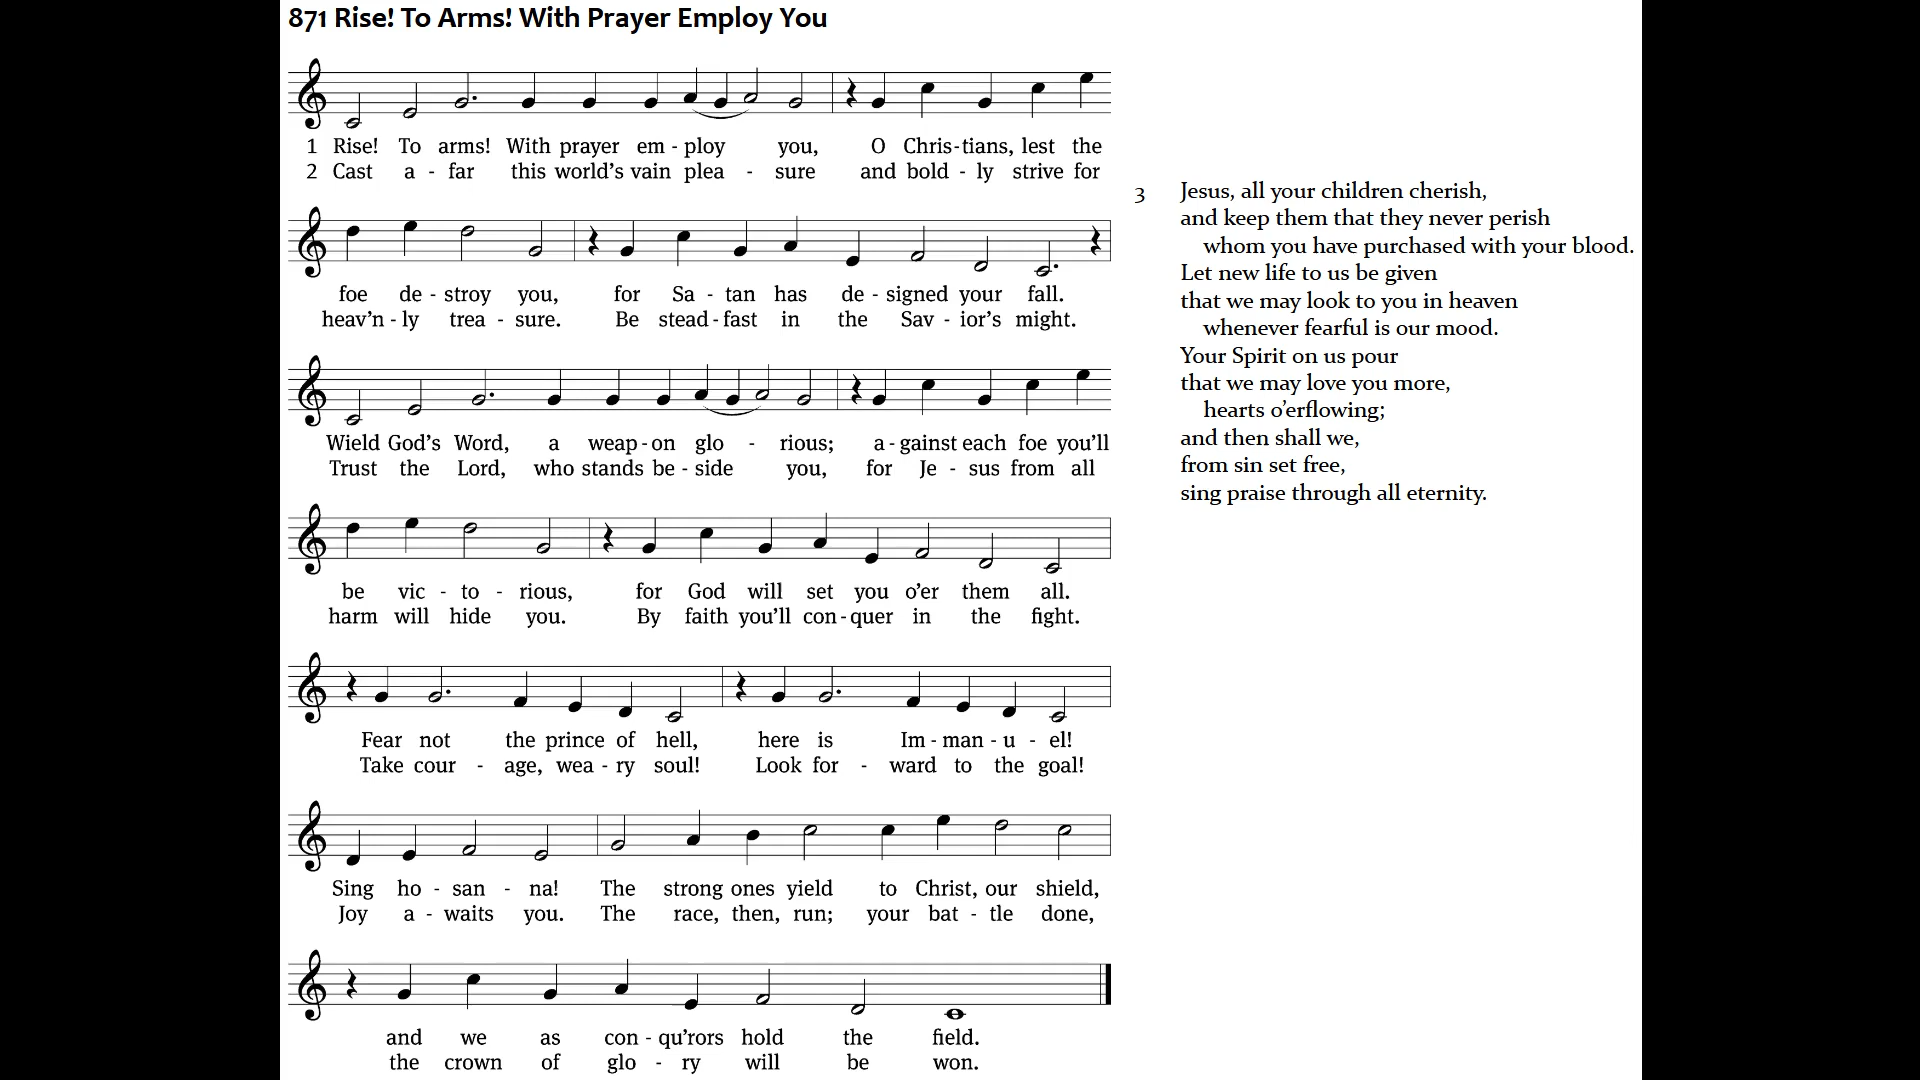 871 Rise! To Arms! With Prayer Employ You
1 Rise! To arms! With prayer em - ploy you, O Chris - tians, lest the
2 Cast a - far this world's vain plea - sure and bold - ly strive for
foe de - stroy you, for Sa - tan has de - signed your fall.
heav'n - ly trea - sure. Be stead - fast in the Sav - ior's might.
Wield God's Word, a weap - on glo - rious; a - gainst each foe you'll
Trust the Lord, who stands be - side you, for Je - sus from all
be vic - to - rious, for God will set you o'er them all.
harm will hide you. By faith you'll con - quer in the fight.
Fear not the prince of hell, here is Im - man - u - el!
Take cour - age, wea - ry soul! Look for - ward to the goal!
Sing ho - san - na! The strong ones yield to Christ, our shield,
Joy a - waits you. The race, then, run; your bat - tle done,
and we as con - qu'rors hold the field.
the crown of glo - ry will be won.
3 Jesus, all your children cherish,
and keep them that they never perish
whom you have purchased with your blood.
Let new life to us be given
that we may look to you in heaven
whenever fearful is our mood.
Your Spirit on us pour
that we may love you more,
hearts o'erflowing;
and then shall we,
from sin set free,
sing praise through all eternity.